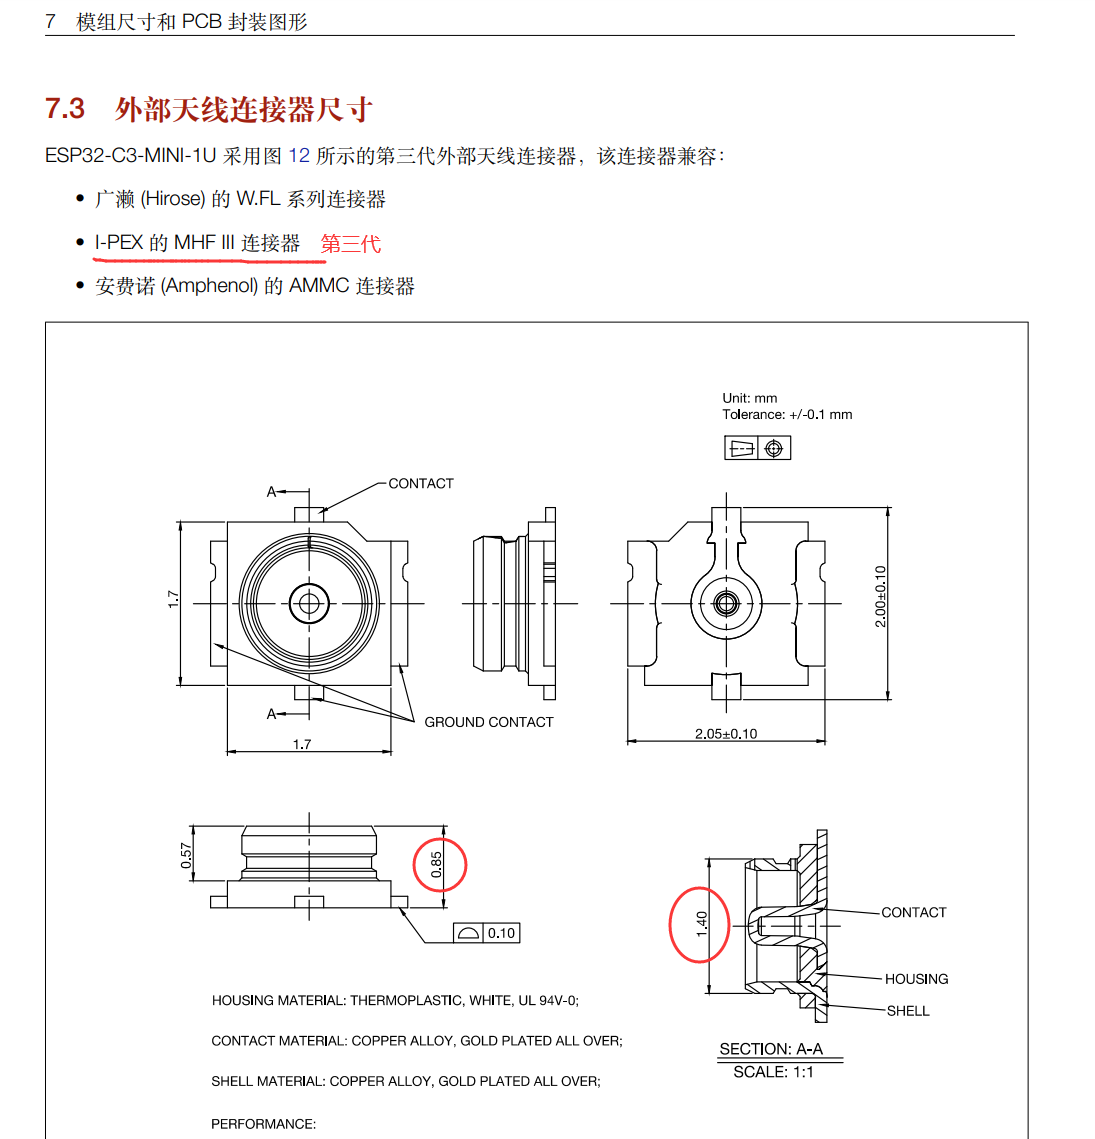 7 模组尺寸和 PCB 封装图形
7.3 外部天线连接器尺寸
ESP32-C3-MINI-1U 采用图 12 所示的第三代外部天线连接器，该连接器兼容：
• 广濑 (Hirose) 的 W.FL 系列连接器
• I-PEX 的 MHF III 连接器 第三代
• 安费诺 (Amphenol) 的 AMMC 连接器
Unit: mm
Tolerance: +/-0.1 mm
A
CONTACT
1.7
2.00±0.10
A
GROUND CONTACT
1.7
2.05±0.10
0.57
0.85
0.10
1.40
CONTACT
HOUSING
SHELL
SECTION: A-A
SCALE: 1:1
HOUSING MATERIAL: THERMOPLASTIC, WHITE, UL 94V-0;
CONTACT MATERIAL: COPPER ALLOY, GOLD PLATED ALL OVER;
SHELL MATERIAL: COPPER ALLOY, GOLD PLATED ALL OVER;
PERFORMANCE: